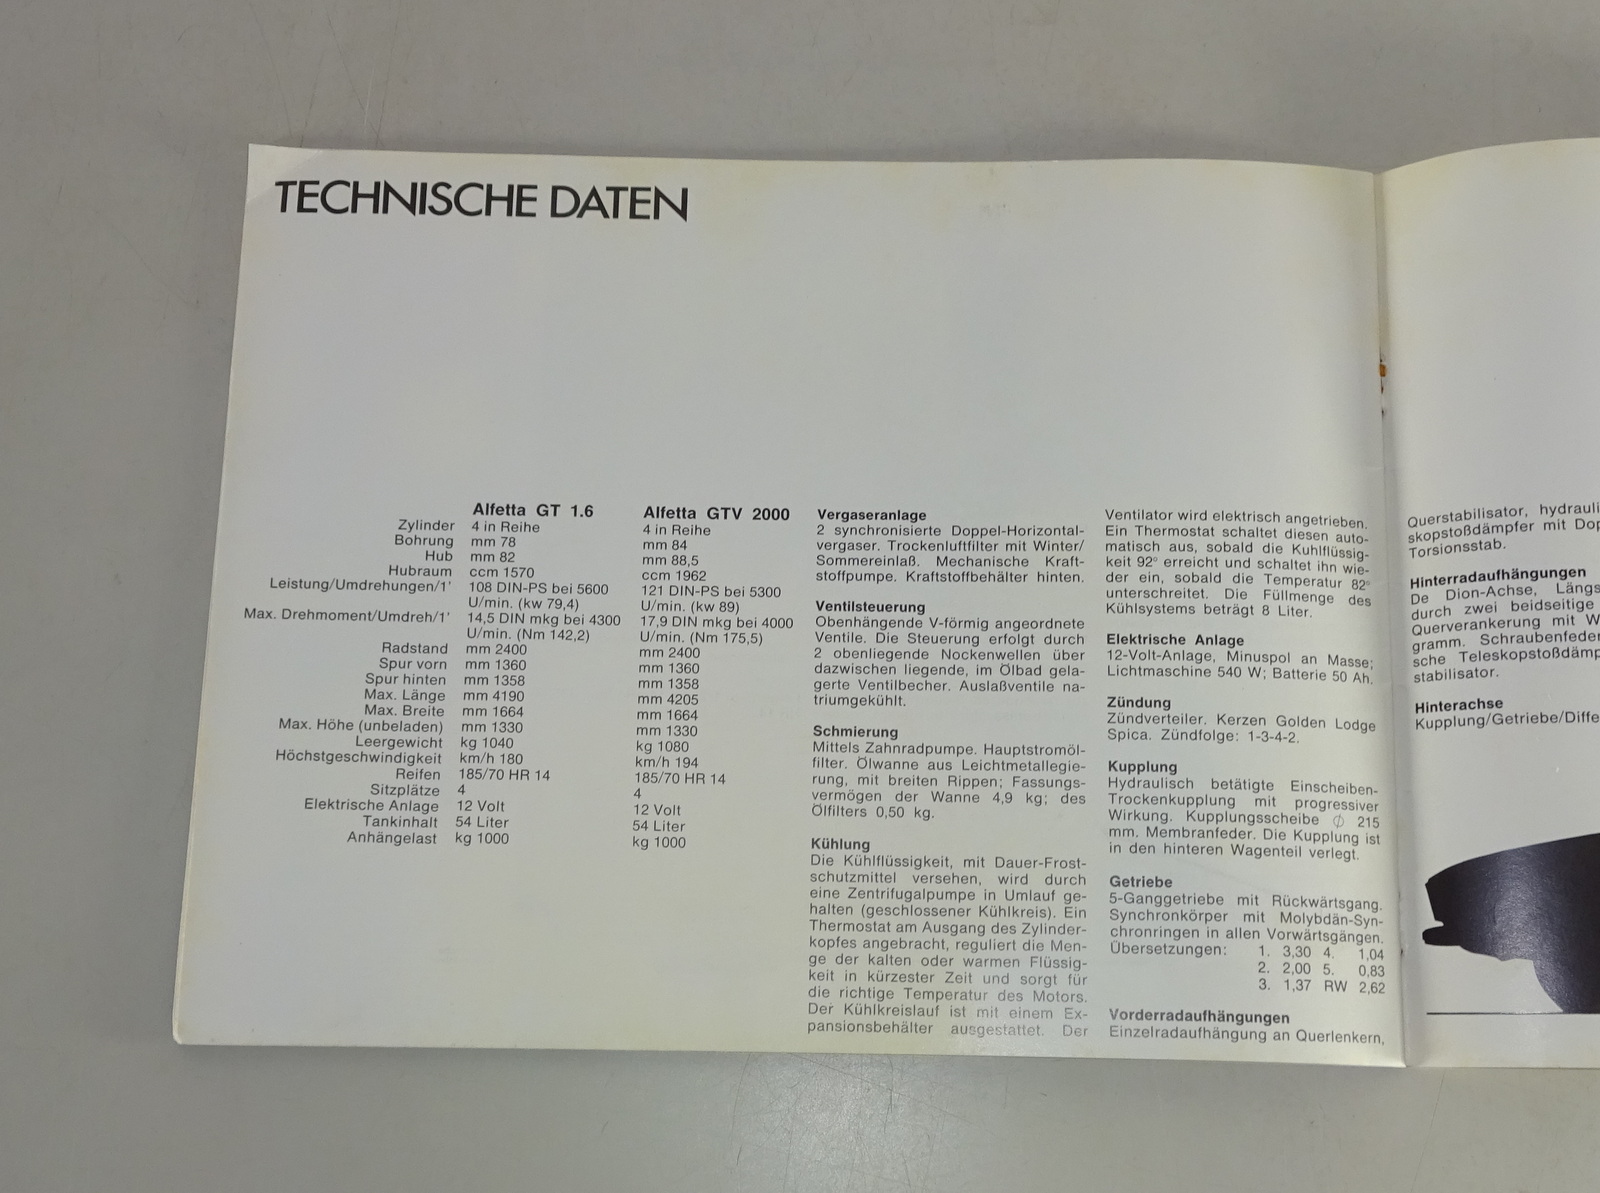 TECHNISCHE DATEN
Alfetta GT 1.6 Alfetta GTV 2000
Zylinder 4 in Reihe 4 in Reihe
Bohrung mm 78 mm 84
Hub mm 82 mm 88,5
Hubraum ccm 1570 ccm 1962
Leistung/Umdrehungen/1' 108 DIN-PS bei 5600 121 DIN-PS bei 5300
U/min. (kw 79,4) U/min. (kw 89)
Max. Drehmoment/Umdreh/1' 14,5 DIN mkg bei 4300 17,9 DIN mkg bei 4000
U/min. (Nm 142,2) U/min. (Nm 175,5)
Radstand mm 2400 mm 2400
Spur vorn mm 1360 mm 1360
Spur hinten mm 1358 mm 1358
Max. Länge mm 4190 mm 4205
Max. Breite mm 1664 mm 1664
Max. Höhe (unbeladen) mm 1330 mm 1330
Leergewicht kg 1040 kg 1080
Höchstgeschwindigkeit km/h 180 km/h 194
Reifen 185/70 HR 14 185/70 HR 14
Sitzplätze 4 4
Elektrische Anlage 12 Volt 12 Volt
Tankinhalt 54 Liter 54 Liter
Anhängelast kg 1000 kg 1000
Vergaseranlage
2 synchronisierte Doppel-Horizontal-
vergaser. Trockenluftfilter mit Winter/
Sommereinlaß. Mechanische Kraft-
stoffpumpe. Kraftstoffbehälter hinten.
Ventilsteuerung
Obenhängende V-förmig angeordnete
Ventile. Die Steuerung erfolgt durch
2 obenliegende Nockenwellen über
dazwischen liegende, im Ölbad gela-
gerte Ventilbecher. Auslaßventile na-
triumgekühlt.
Schmierung
Mittels Zahnradpumpe. Hauptstromöl-
filter. Ölwanne aus Leichtmetallegie-
rung, mit breiten Rippen; Fassungs-
vermögen der Wanne 4,9 kg; des
Ölfilters 0,50 kg.
Kühlung
Die Kühlflüssigkeit, mit Dauer-Frost-
schutzmittel versehen, wird durch
eine Zentrifugalpumpe in Umlauf ge-
halten (geschlossener Kühlkreis). Ein
Thermostat am Ausgang des Zylinder-
kopfes angebracht, reguliert die Men-
ge der kalten oder warmen Flüssig-
keit in kürzester Zeit und sorgt für
die richtige Temperatur des Motors.
Der Kühlkreislauf ist mit einem Ex-
pansionsbehälter ausgestattet. Der
Ventilator wird elektrisch angetrieben.
Ein Thermostat schaltet diesen auto-
matisch aus, sobald die Kuhlflüssig-
keit 92° erreicht und schaltet ihn wie-
der ein, sobald die Temperatur 82°
unterschreitet. Die Füllmenge des
Kühlsystems beträgt 8 Liter.
Elektrische Anlage
12-Volt-Anlage, Minuspol an Masse;
Lichtmaschine 540 W; Batterie 50 Ah.
Zündung
Zündverteiler. Kerzen Golden Lodge
Spica. Zündfolge: 1-3-4-2.
Kupplung
Hydraulisch betätigte Einscheiben-
Trockenkupplung mit progressiver
Wirkung. Kupplungsscheibe ∅ 215
mm. Membranfeder. Die Kupplung ist
in den hinteren Wagenteil verlegt.
Getriebe
5-Ganggetriebe mit Rückwärtsgang.
Synchronkörper mit Molybdän-Syn-
chronringen in allen Vorwärtsgängen.
Übersetzungen: 1. 3,30 4. 1,04
2. 2,00 5. 0,83
3. 1,37 RW 2,62
Vorderradaufhängungen
Einzelradaufhängung an Querlenkern,
Querstabilisator, hydrauli
skopstoßdämpfer mit Dop
Torsionsstab.
Hinterradaufhängungen
De Dion-Achse, Längs
durch zwei beidseitige
Querverankerung mit W
gramm. Schraubenfeder
sche Teleskopstoßdämp
stabilisator.
Hinterachse
Kupplung/Getriebe/Diffe